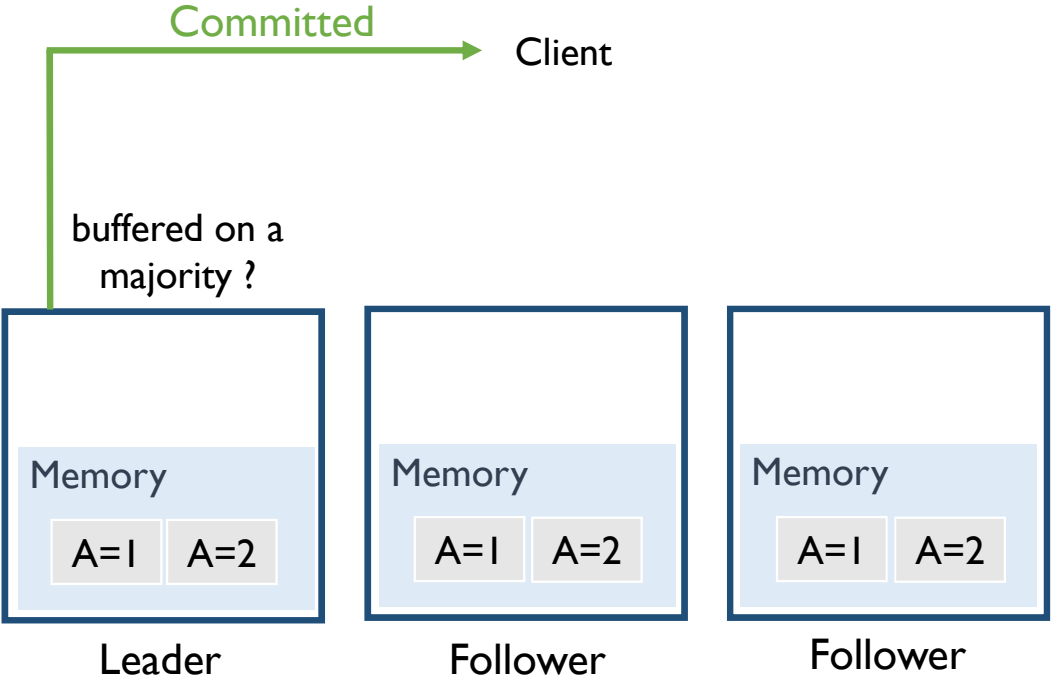 Committed
Client
buffered on a
majority ?
Memory
A=1 A=2
Memory
A=1 A=2
Memory
A=1 A=2
Leader
Follower
Follower